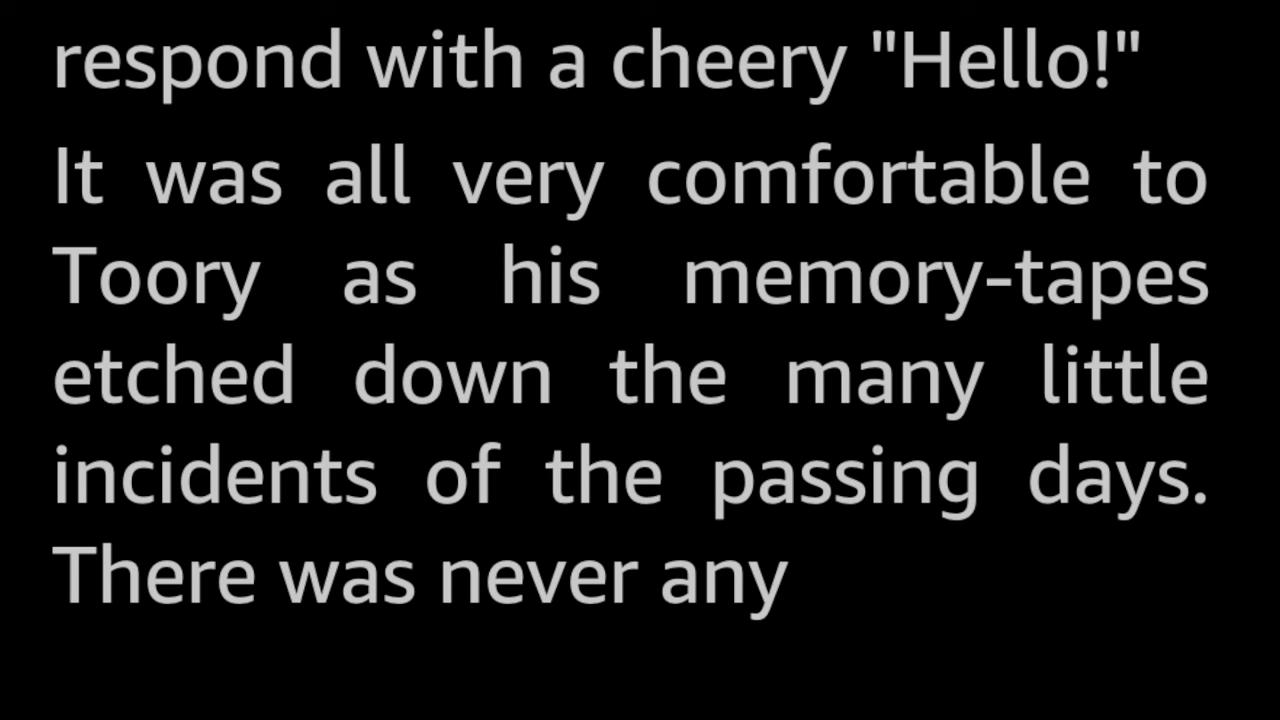 respond with a cheery "Hello!"
It was all very comfortable to
Toory as his memory-tapes
etched down the many little
incidents of the passing days.
There was never any